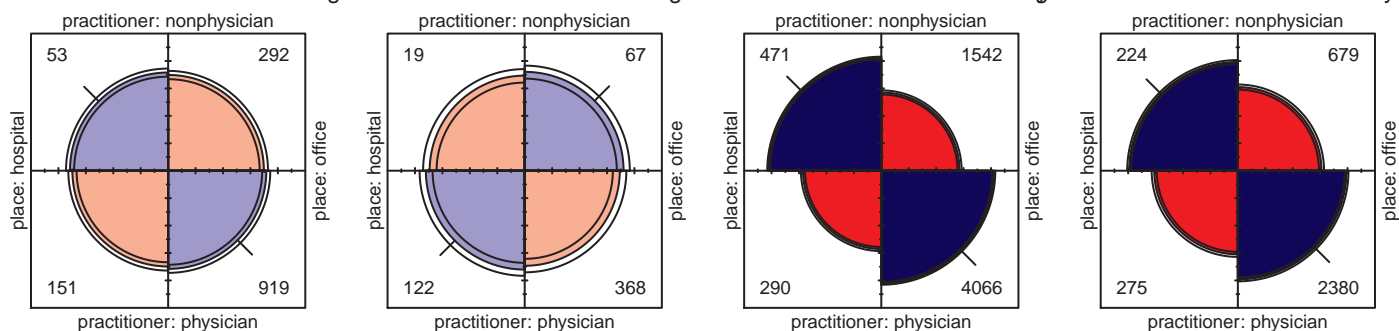 practitioner: nonphysician
53 292
place: hospital
place: office
151 919
practitioner: physician
practitioner: nonphysician
19 67
place: hospital
place: office
122 368
practitioner: physician
practitioner: nonphysician
471 1542
place: hospital
place: office
290 4066
practitioner: physician
practitioner: nonphysician
224 679
place: hospital
place: office
275 2380
practitioner: physician